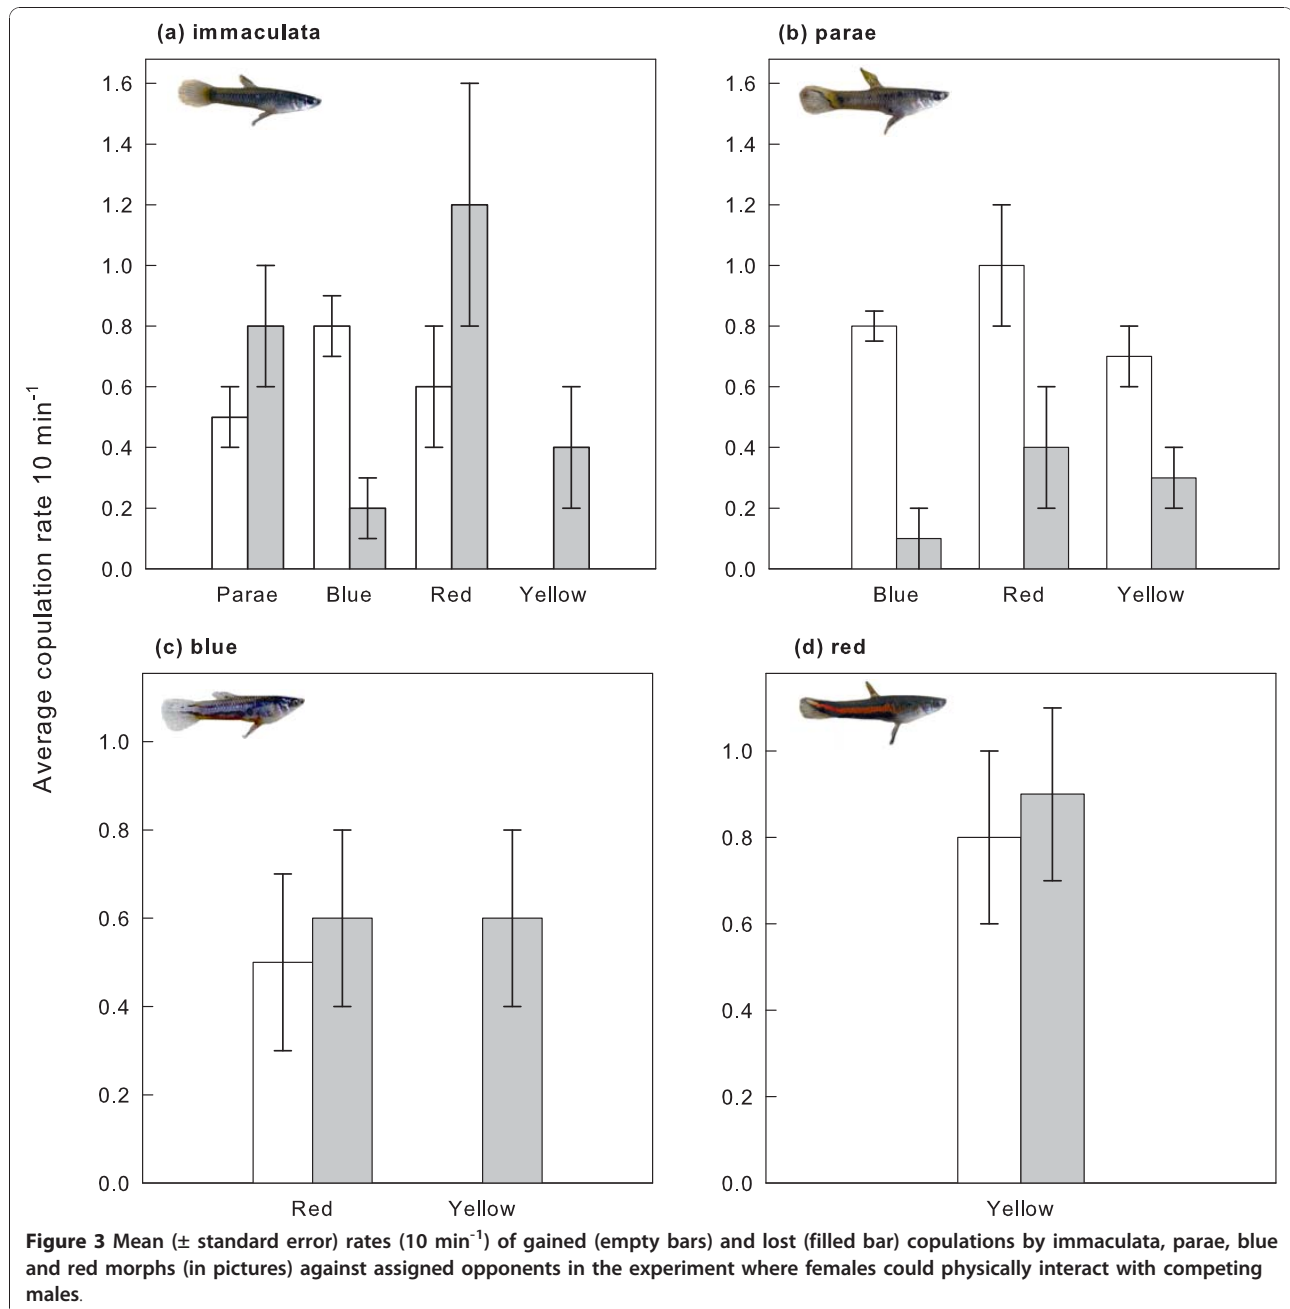 (a) immaculata
(b) parae
1.6
1.4
1.2
1.0
0.8
0.6
0.4
0.2
0.0
Parae Blue Red Yellow
1.6
1.4
1.2
1.0
0.8
0.6
0.4
0.2
0.0
Blue Red Yellow
Average copulation rate 10 min⁻¹
(c) blue
(d) red
1.0
0.8
0.6
0.4
0.2
0.0
Red Yellow
1.0
0.8
0.6
0.4
0.2
0.0
Yellow
Figure 3 Mean (± standard error) rates (10 min⁻¹) of gained (empty bars) and lost (filled bar) copulations by immaculata, parae, blue
and red morphs (in pictures) against assigned opponents in the experiment where females could physically interact with competing
males.